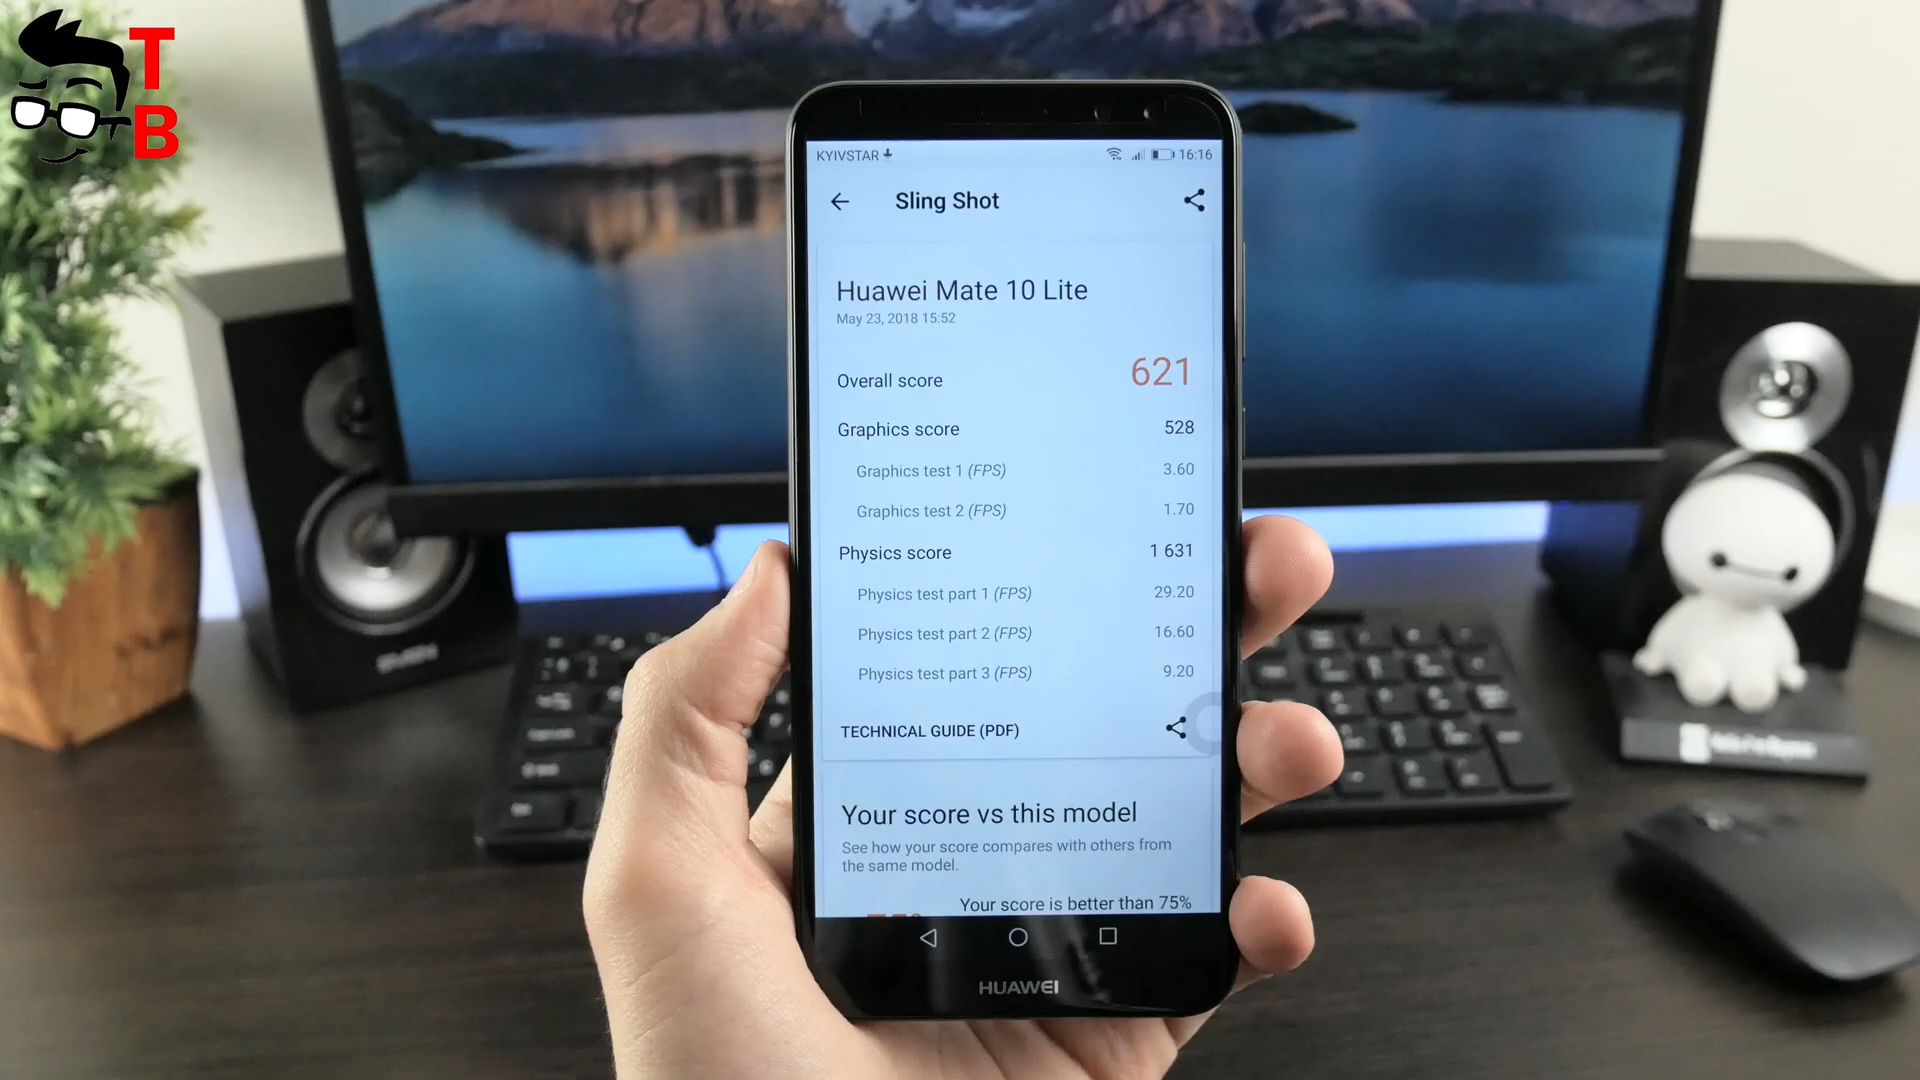 TB
KYIVSTAR 16:16
Sling Shot
Huawei Mate 10 Lite
May 23, 2018 15:52
Overall score 621
Graphics score 528
Graphics test 1 (FPS) 3.60
Graphics test 2 (FPS) 1.70
Physics score 1 631
Physics test part 1 (FPS) 29.20
Physics test part 2 (FPS) 16.60
Physics test part 3 (FPS) 9.20
TECHNICAL GUIDE (PDF)
Your score vs this model
See how your score compares with others from
the same model.
Your score is better than 75%
HUAWEI
SVEN